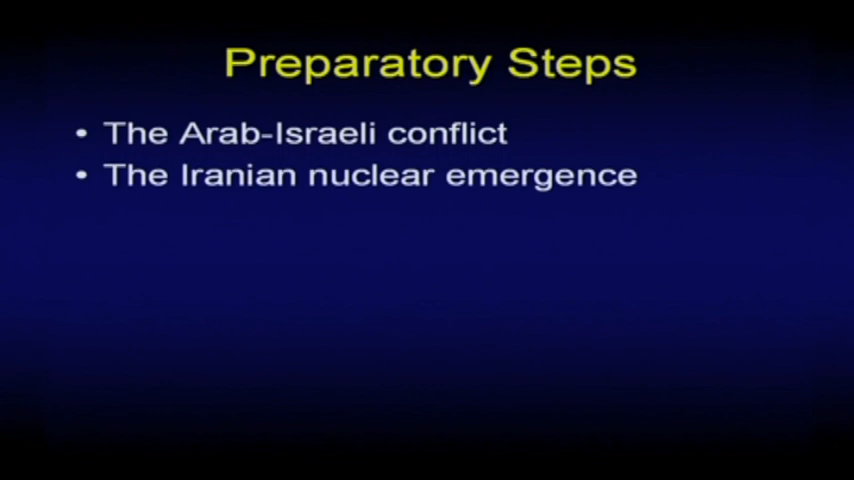 Preparatory Steps
• The Arab-Israeli conflict
• The Iranian nuclear emergence